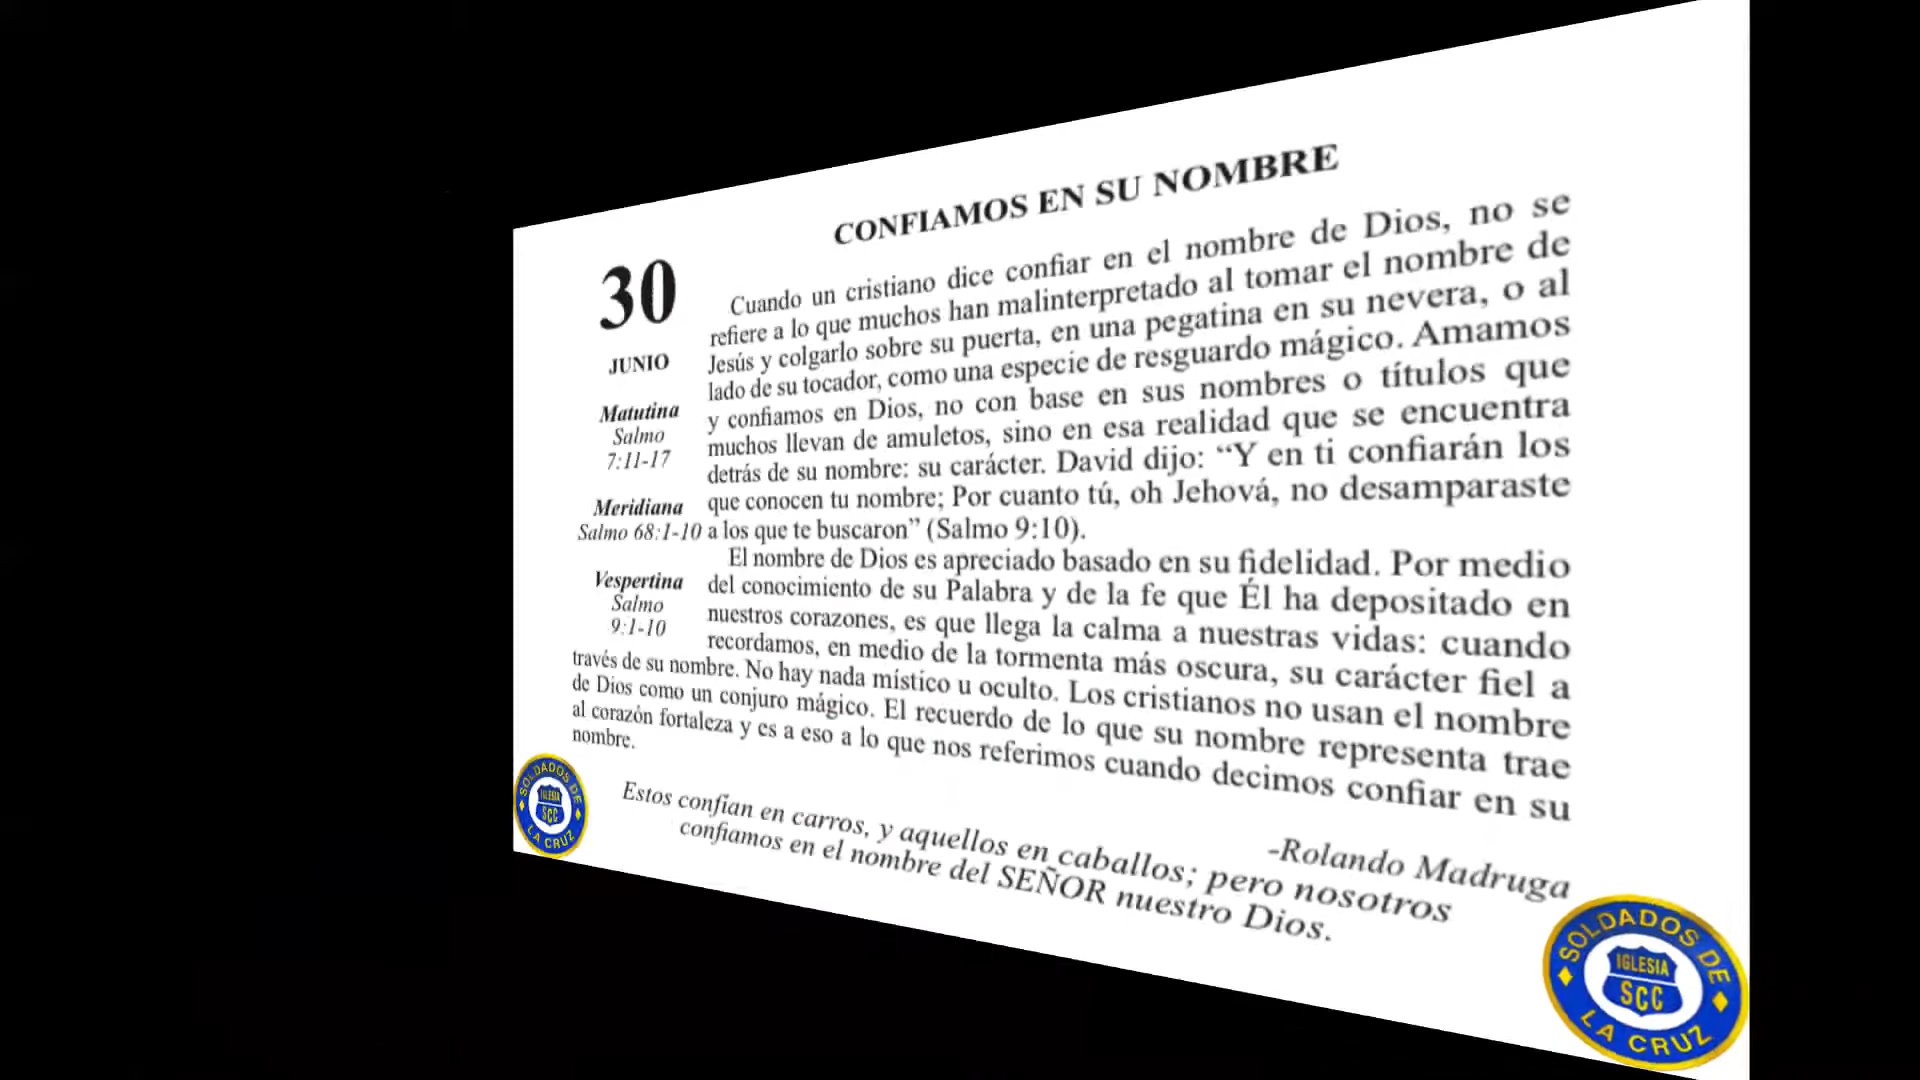 CONFIAMOS EN SU NOMBRE
30
JUNIO
Matutina
Salmo
7:11-17
Meridiana
Salmo 68:1-10
Vespertina
Salmo
9:1-10
Cuando un cristiano dice confiar en el nombre de Dios, no se
refiere a lo que muchos han malinterpretado al tomar el nombre de
Jesús y colgarlo sobre su puerta, en una pegatina en su nevera, o al
lado de su tocador, como una especie de resguardo mágico. Amamos
y confiamos en Dios, no con base en sus nombres o títulos que
muchos llevan de amuletos, sino en esa realidad que se encuentra
detrás de su nombre: su carácter. David dijo: “Y en ti confiarán los
que conocen tu nombre; Por cuanto tú, oh Jehová, no desamparaste
a los que te buscaron” (Salmo 9:10).
El nombre de Dios es apreciado basado en su fidelidad. Por medio
del conocimiento de su Palabra y de la fe que Él ha depositado en
nuestros corazones, es que llega la calma a nuestras vidas: cuando
recordamos, en medio de la tormenta más oscura, su carácter fiel a
través de su nombre. No hay nada místico u oculto. Los cristianos no usan el nombre
de Dios como un conjuro mágico. El recuerdo de lo que su nombre representa trae
al corazón fortaleza y es a eso a lo que nos referimos cuando decimos confiar en su
nombre.
-Rolando Madruga
Estos confían en carros, y aquellos en caballos; pero nosotros
confiamos en el nombre del SEÑOR nuestro Dios.
SOLDADOS DE
IGLESIA
SCC
LA CRUZ
SOLDADOS DE
IGLESIA
SCC
LA CRUZ